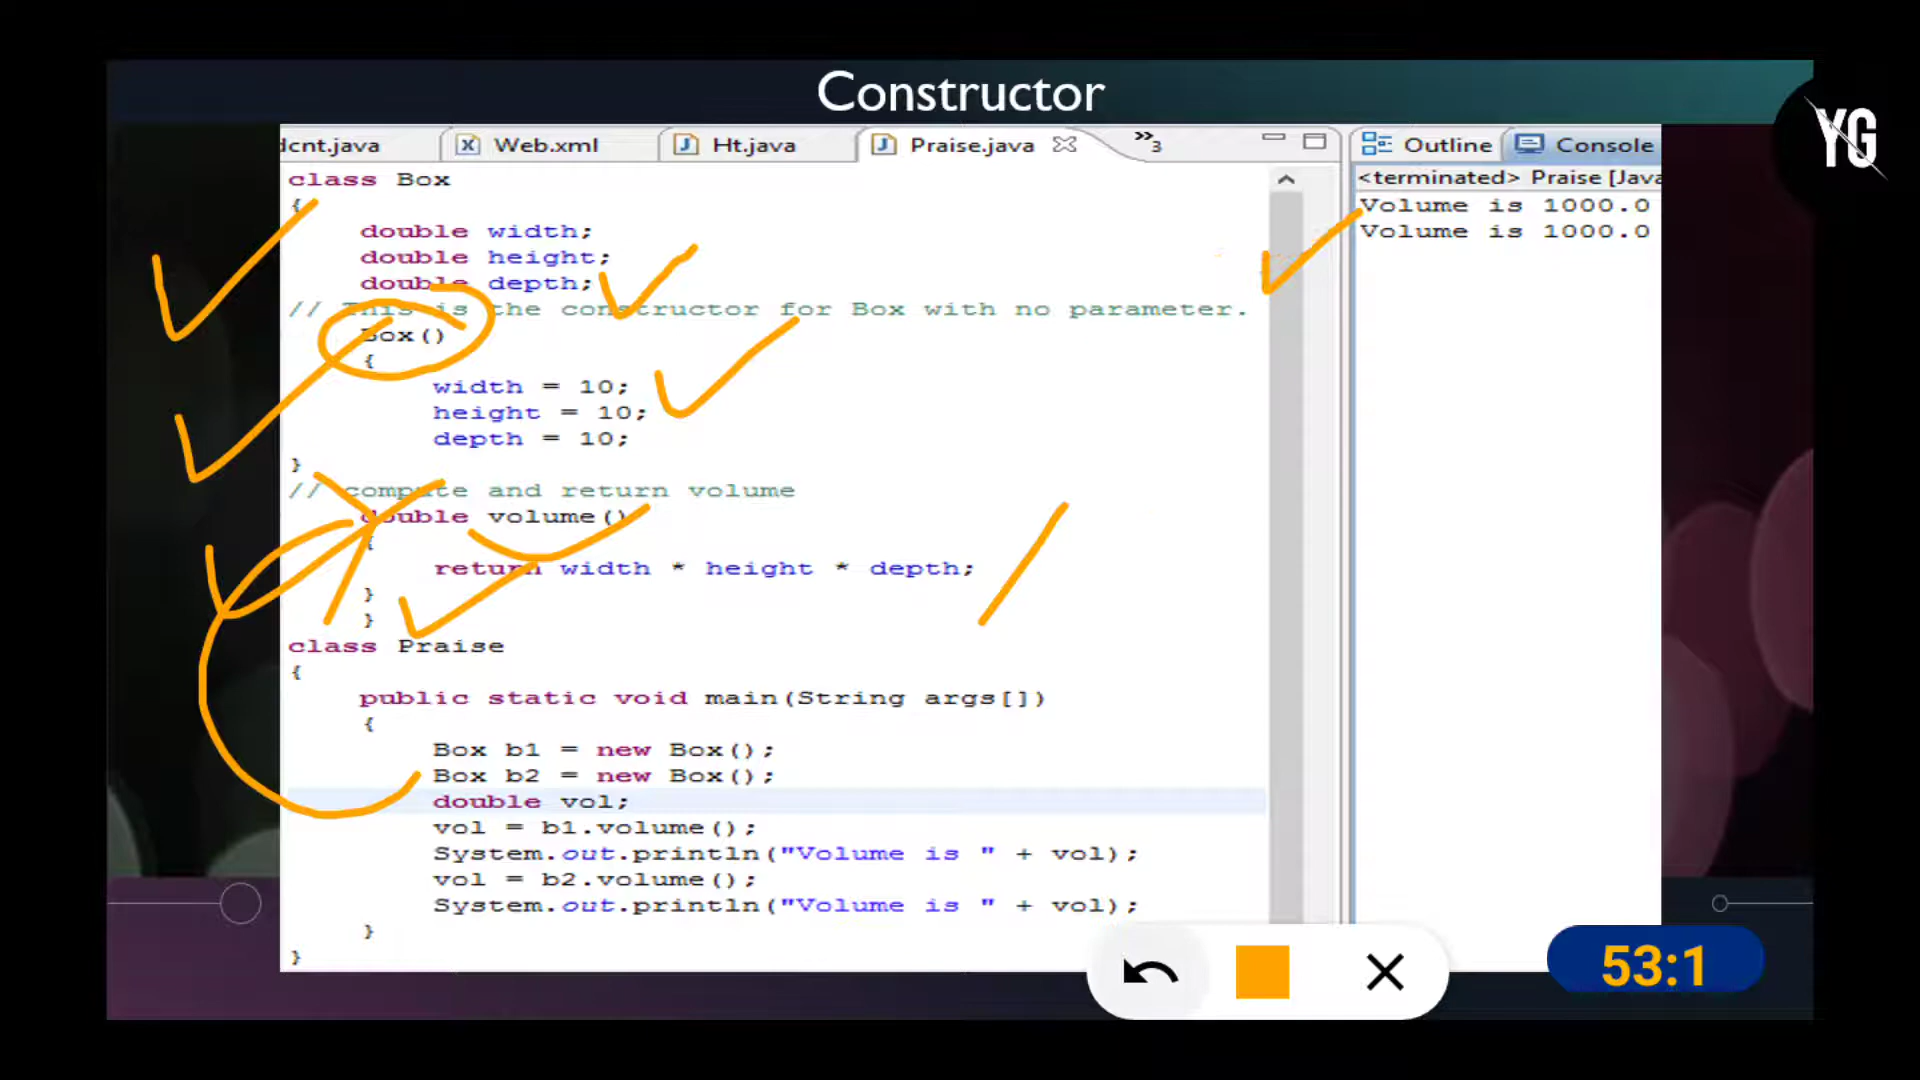 Constructor
YG
dcnt.java Web.xml Ht.java Praise.java »3 Outline Console
<terminated> Praise [Java
Volume is 1000.0
Volume is 1000.0
class Box
{
double width;
double height;
double depth;
// This is the constructor for Box with no parameter.
Box()
{
width = 10;
height = 10;
depth = 10;
}
// compute and return volume
double volume()
{
return width * height * depth;
}
}
class Praise
{
public static void main(String args[])
{
Box b1 = new Box();
Box b2 = new Box();
double vol;
vol = b1.volume();
System.out.println("Volume is " + vol);
vol = b2.volume();
System.out.println("Volume is " + vol);
}
}
53:1